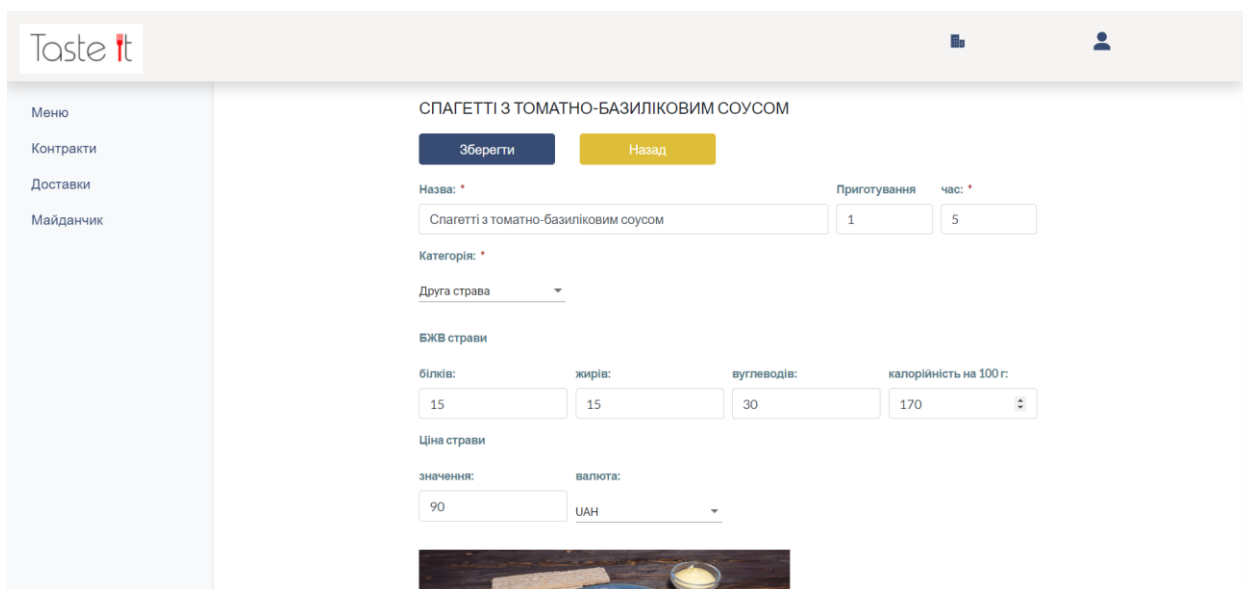 Taste it
Меню
Контракти
Доставки
Майданчик
СПАГЕТТІ З ТОМАТНО-БАЗИЛІКОВИМ СОУСОМ
Зберегти Назад
Назва: * Приготування час: *
Спагетті з томатно-базиліковим соусом 1 5
Категорія: *
Друга страва
БЖВ страви
білків: жирів: вуглеводів: калорійність на 100 г:
15 15 30 170
Ціна страви
значення: валюта:
90 UAH